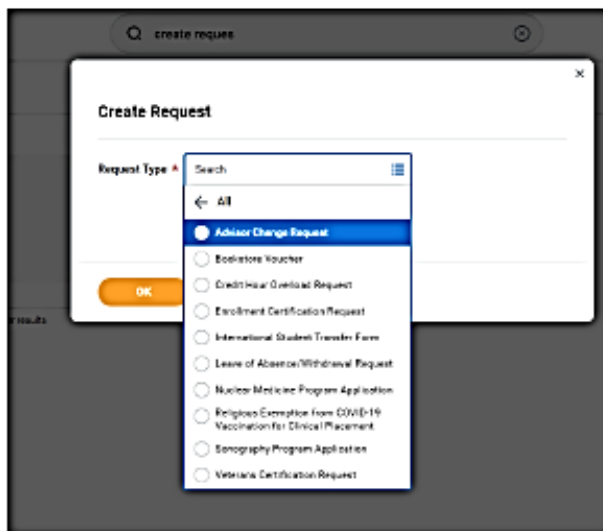 create reques
Create Request
Request Type *
Search
All
Advisor Change Request
Bookstore Voucher
Credit Hour Overload Request
Enrollment Certification Request
International Student Transfer Form
Leave of Absence/Withdrawal Request
Nuclear Medicine Program Application
Religious Exemption from COVID-19
Vaccination for Clinical Placement
Sonography Program Application
Veterans Certification Request
OK
results